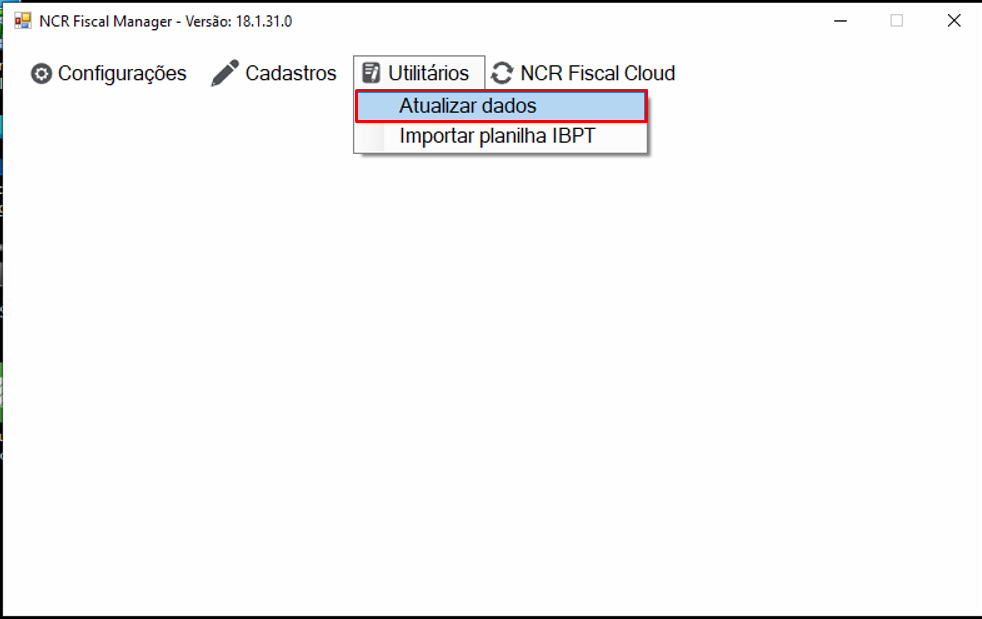 NCR Fiscal Manager - Versão: 18.1.31.0
Configurações Cadastros Utilitários NCR Fiscal Cloud
Atualizar dados
Importar planilha IBPT